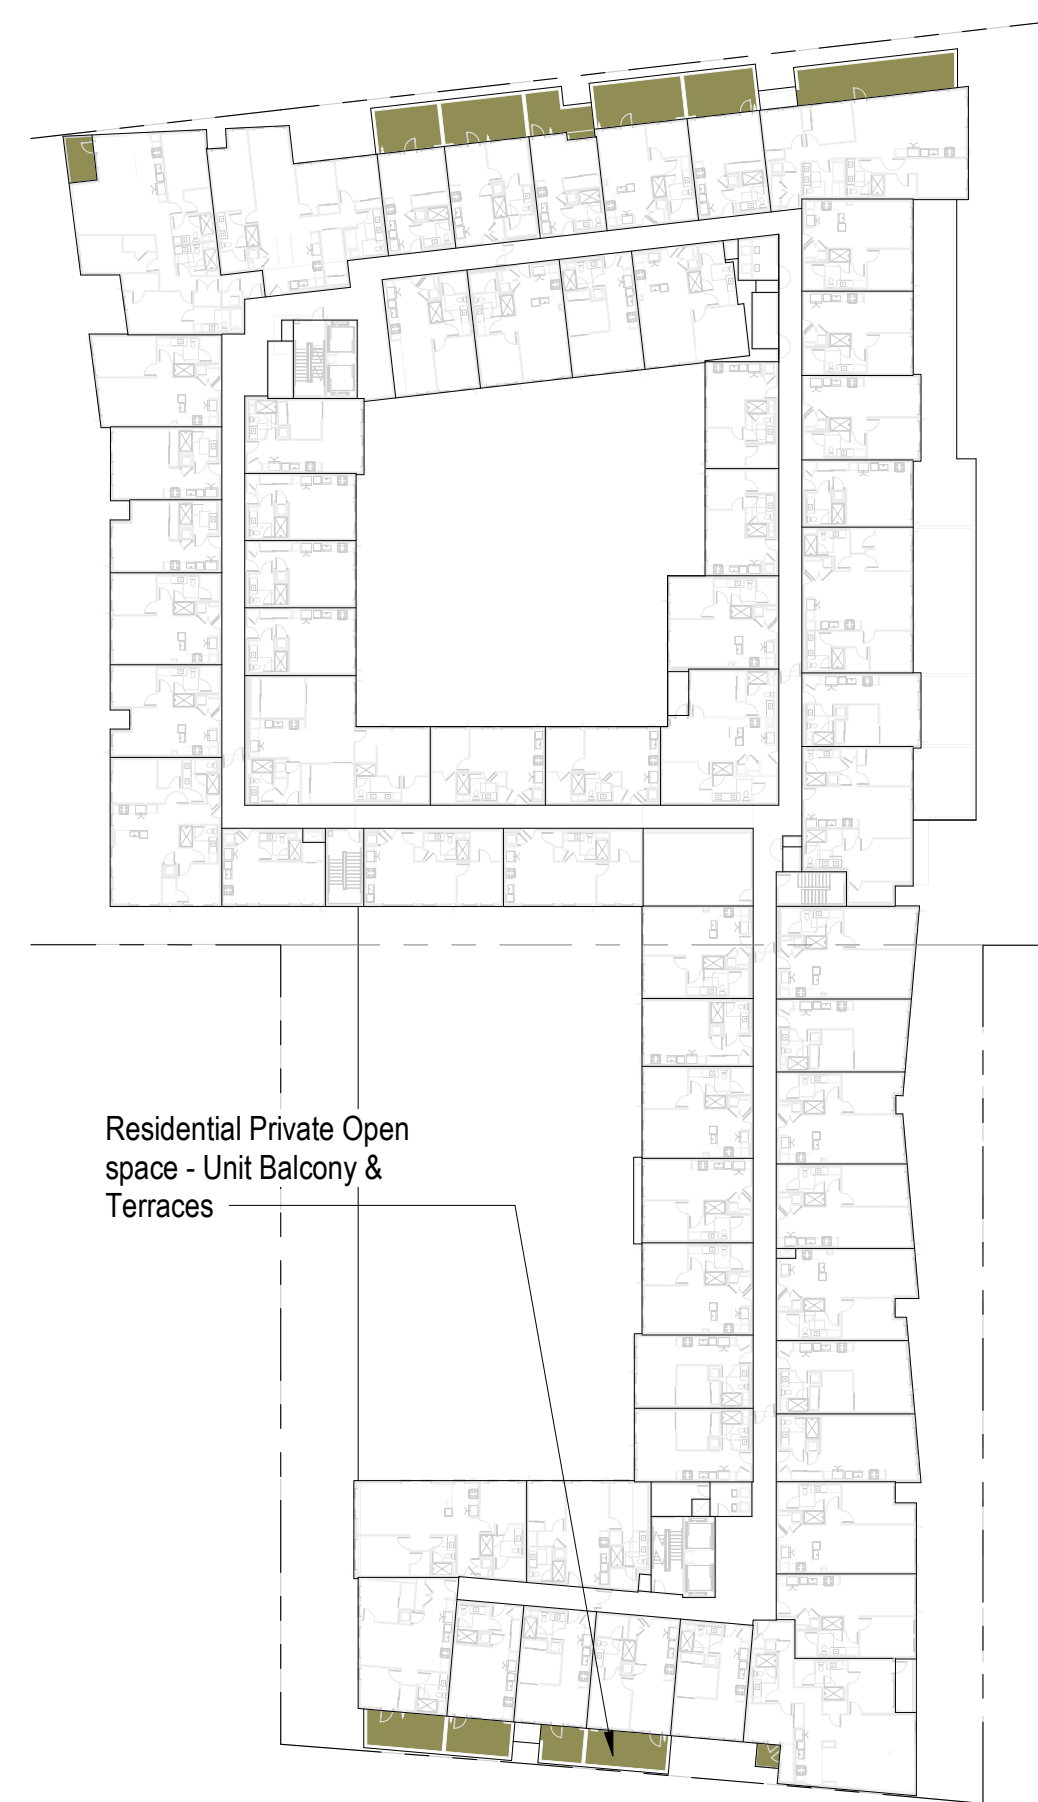 Residential Private Open
space - Unit Balcony &
Terraces